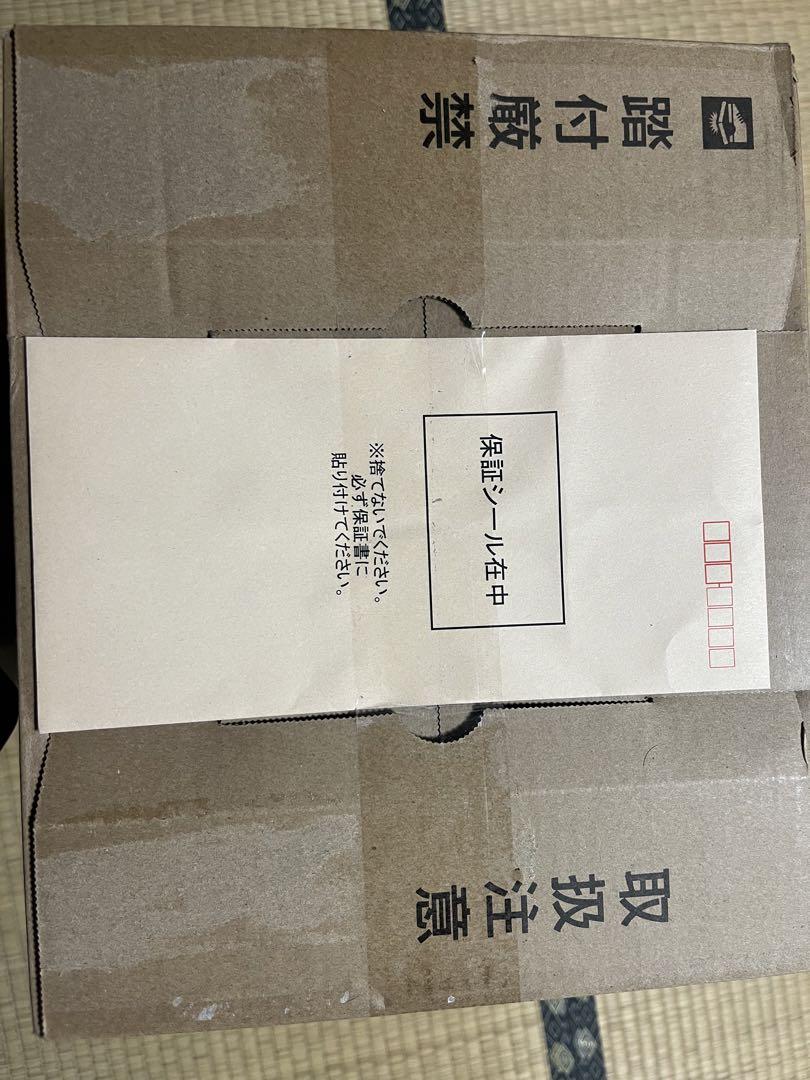 踏付厳禁
保証シール在中
※捨てないでください。
必ず保証書に
貼り付けてください。
取扱注意